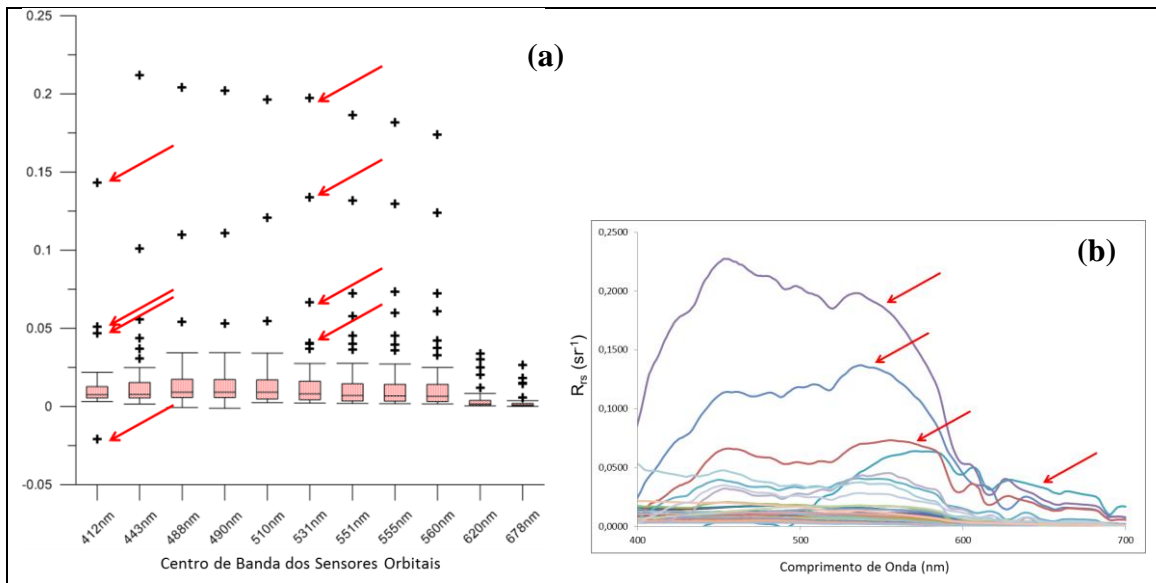 (a)
0.25
0.2
0.15
0.1
0.05
0
-0.05
412nm 443nm 488nm 490nm 510nm 531nm 551nm 555nm 560nm 620nm 678nm
Centro de Banda dos Sensores Orbitais
(b)
0,2500
0,2000
0,1500
0,1000
0,0500
0,0000
Rrs (sr⁻¹)
400 500 600 700
Comprimento de Onda (nm)